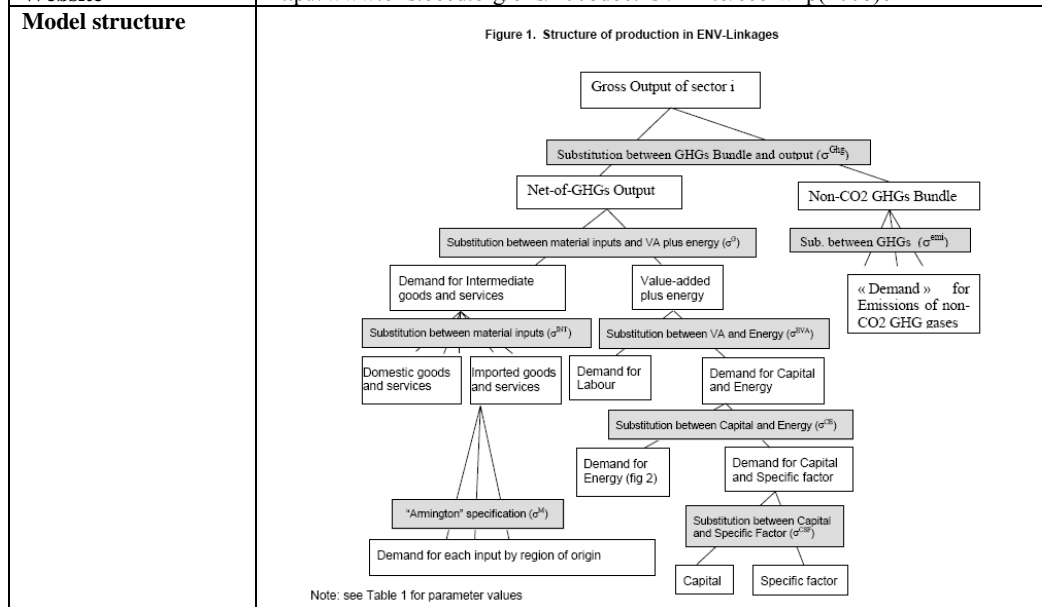 Model structure
Figure 1. Structure of production in ENV-Linkages
Gross Output of sector i
Substitution between GHGs Bundle and output (σ^Ghg)
Net-of-GHGs Output
Non-CO2 GHGs Bundle
Substitution between material inputs and VA plus energy (σ^G)
Sub. between GHGs (σ^emi)
Demand for Intermediate
goods and services
Value-added
plus energy
« Demand » for
Emissions of non-
CO2 GHG gases
Substitution between material inputs (σ^INT)
Substitution between VA and Energy (σ^EVA)
Domestic goods
and services
Imported goods
and services
Demand for
Labour
Demand for Capital
and Energy
Substitution between Capital and Energy (σ^CE)
Demand for
Energy (fig 2)
Demand for Capital
and Specific factor
"Armington" specification (σ^M)
Substitution between Capital
and Specific Factor (σ^CSF)
Demand for each input by region of origin
Capital
Specific factor
Note: see Table 1 for parameter values